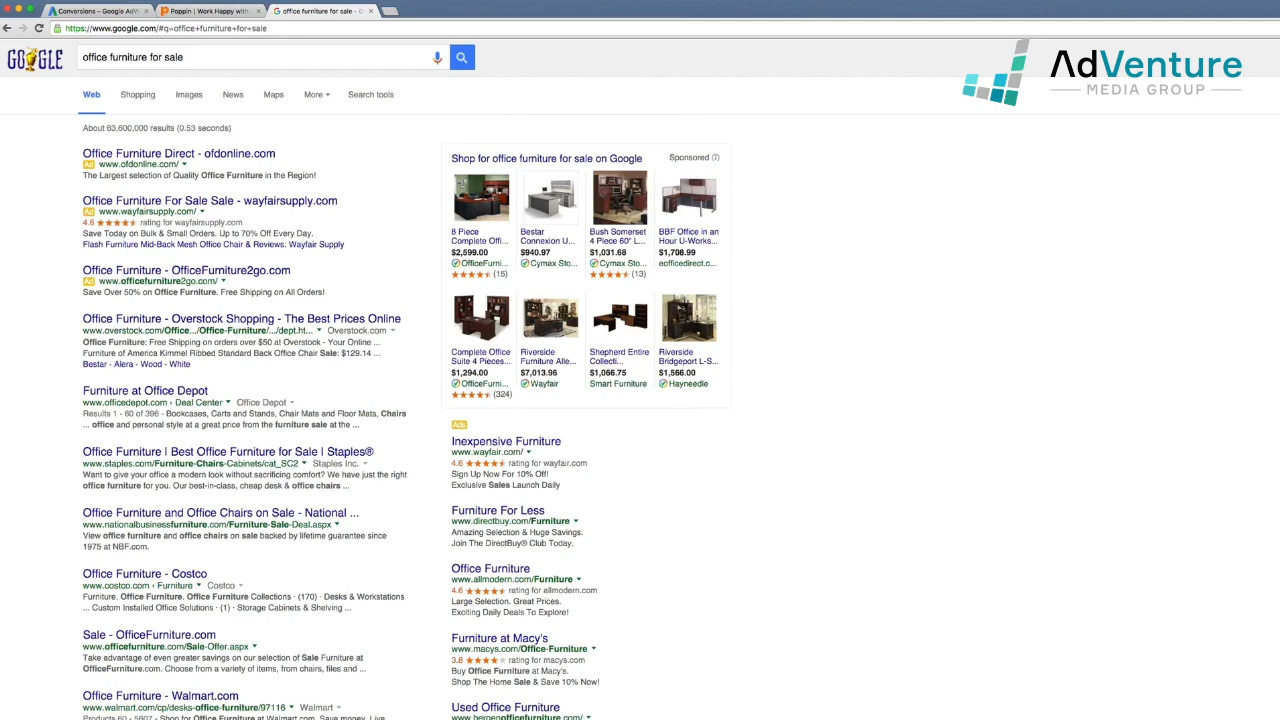 Conversions – Google AdW
Poppin | Work Happy with
office furniture for sale - G
https://www.google.com/#q=office+furniture+for+sale
GOOGLE
office furniture for sale
AdVenture
MEDIA GROUP
Web Shopping Images News Maps More Search tools
About 63,600,000 results (0.53 seconds)
Office Furniture Direct - ofdonline.com
Ad www.ofdonline.com/
The Largest selection of Quality Office Furniture in the Region!
Office Furniture For Sale Sale - wayfairsupply.com
Ad www.wayfairsupply.com/
4.6 rating for wayfairsupply.com
Save Today on Bulk & Small Orders. Up to 70% Off Every Day.
Flash Furniture Mid-Back Mesh Office Chair & Reviews: Wayfair Supply
Office Furniture - OfficeFurniture2go.com
Ad www.officefurniture2go.com/
Save Over 50% on Office Furniture. Free Shipping on All Orders!
Office Furniture - Overstock Shopping - The Best Prices Online
www.overstock.com/Office.../Office-Furniture/.../dept.ht... Overstock.com
Office Furniture: Free Shipping on orders over $50 at Overstock - Your Online ...
Furniture of America Kimmel Ribbed Standard Back Office Chair Sale: $129.14 ...
Bestar - Alera - Wood - White
Furniture at Office Depot
www.officedepot.com › Deal Center Office Depot
Results 1 - 60 of 396 - Bookcases, Carts and Stands, Chair Mats and Floor Mats, Chairs
... office and personal style at a great price from the furniture sale at the ...
Office Furniture | Best Office Furniture for Sale | Staples®
www.staples.com/Furniture-Chairs-Cabinets/cat_SC2 Staples Inc.
Want to give your office a modern look without sacrificing comfort? We have just the right
office furniture for you. Our best-in-class, cheap desk & office chairs ...
Office Furniture and Office Chairs on Sale - National ...
www.nationalbusinessfurniture.com/Furniture-Sale-Deal.aspx
View office furniture and office chairs on sale backed by lifetime guarantee since
1975 at NBF.com.
Office Furniture - Costco
www.costco.com › Furniture Costco
Furniture. Office Furniture. Office Furniture Collections · (170) · Desks & Workstations
... Custom Installed Office Solutions · (1) · Storage Cabinets & Shelving ...
Sale - OfficeFurniture.com
www.officefurniture.com/Sale-Offer.aspx
Take advantage of even greater savings on our selection of Sale Furniture at
OfficeFurniture.com. Choose from a variety of items, from chairs, files and ...
Office Furniture - Walmart.com
www.walmart.com/cp/desks-office-furniture/97116 Walmart
Products 60 - 5607 - Shop for Office Furniture at Walmart.com. Save money. Live
Shop for office furniture for sale on Google Sponsored
8 Piece
Complete Offi...
$2,599.00
OfficeFurni...
(15)
Bestar
Connexion U...
$940.97
Cymax Sto...
Bush Somerset
4 Piece 60" L...
$1,031.68
Cymax Sto...
(13)
BBF Office in an
Hour U-Works...
$1,708.99
eofficedirect.c...
Complete Office
Suite 4 Pieces...
$1,294.00
OfficeFurni...
(324)
Riverside
Furniture Alle...
$7,013.96
Wayfair
Shepherd Entire
Collecti...
$1,066.75
Smart Furniture
Riverside
Bridgeport L-S...
$1,566.00
Hayneedle
Ads
Inexpensive Furniture
www.wayfair.com/
4.6 rating for wayfair.com
Sign Up Now For 10% Off!
Exclusive Sales Launch Daily
Furniture For Less
www.directbuy.com/Furniture
Amazing Selection & Huge Savings.
Join The DirectBuy® Club Today.
Office Furniture
www.allmodern.com/Furniture
4.6 rating for allmodern.com
Large Selection. Great Prices.
Exciting Daily Deals To Explore!
Furniture at Macy's
www.macys.com/Office-Furniture
3.8 rating for macys.com
Buy Office Furniture at Macy's.
Shop The Home Sale & Save 10% Now!
Used Office Furniture
www.bergenofficefurniture.com/